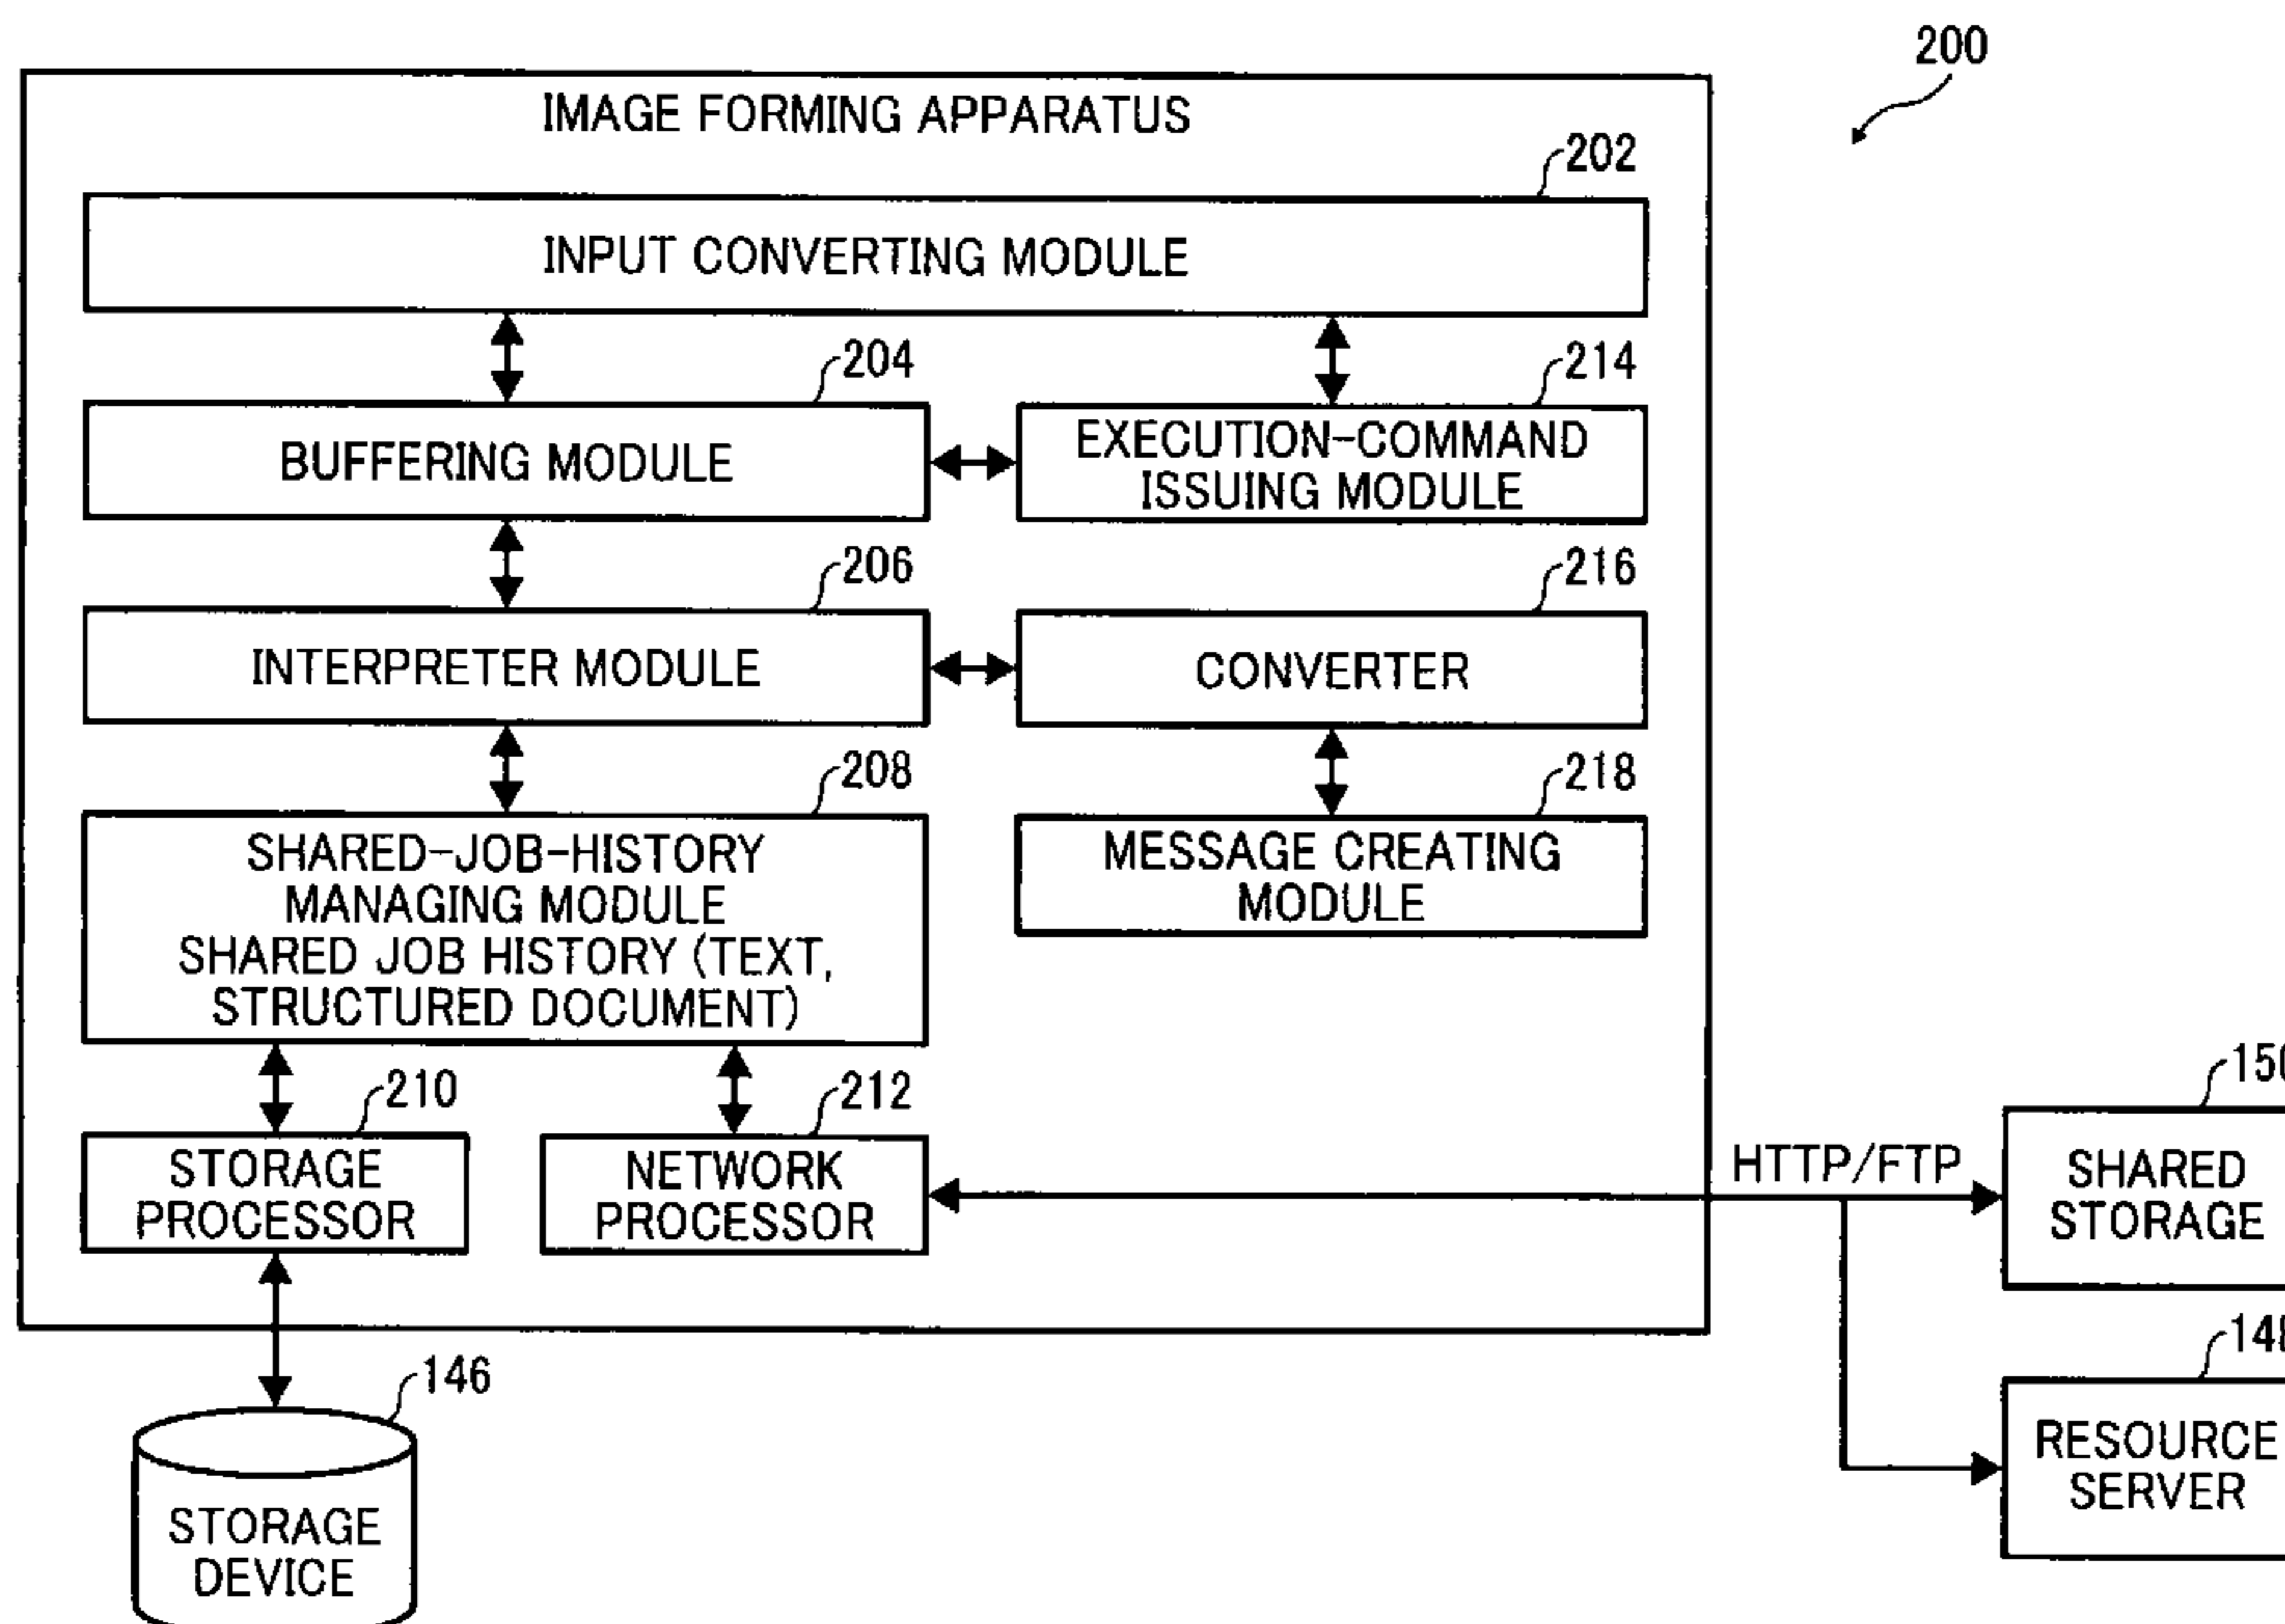 200
IMAGE FORMING APPARATUS
202
INPUT CONVERTING MODULE
204
214
BUFFERING MODULE
EXECUTION-COMMAND
ISSUING MODULE
206
216
INTERPRETER MODULE
CONVERTER
208
218
SHARED-JOB-HISTORY
MANAGING MODULE
SHARED JOB HISTORY (TEXT,
STRUCTURED DOCUMENT)
MESSAGE CREATING
MODULE
210
212
150
STORAGE
PROCESSOR
NETWORK
PROCESSOR
HTTP/FTP
SHARED
STORAGE
146
148
STORAGE
DEVICE
RESOURCE
SERVER